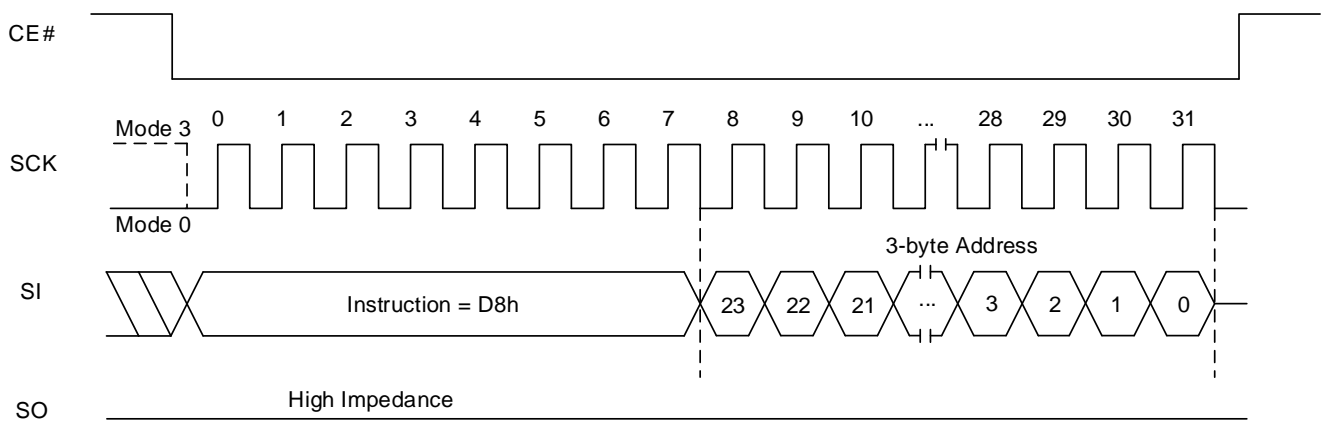 CE#
Mode 3
0 1 2 3 4 5 6 7 8 9 10 ... 28 29 30 31
SCK
Mode 0
3-byte Address
SI
Instruction = D8h
23 22 21 ... 3 2 1 0
SO
High Impedance